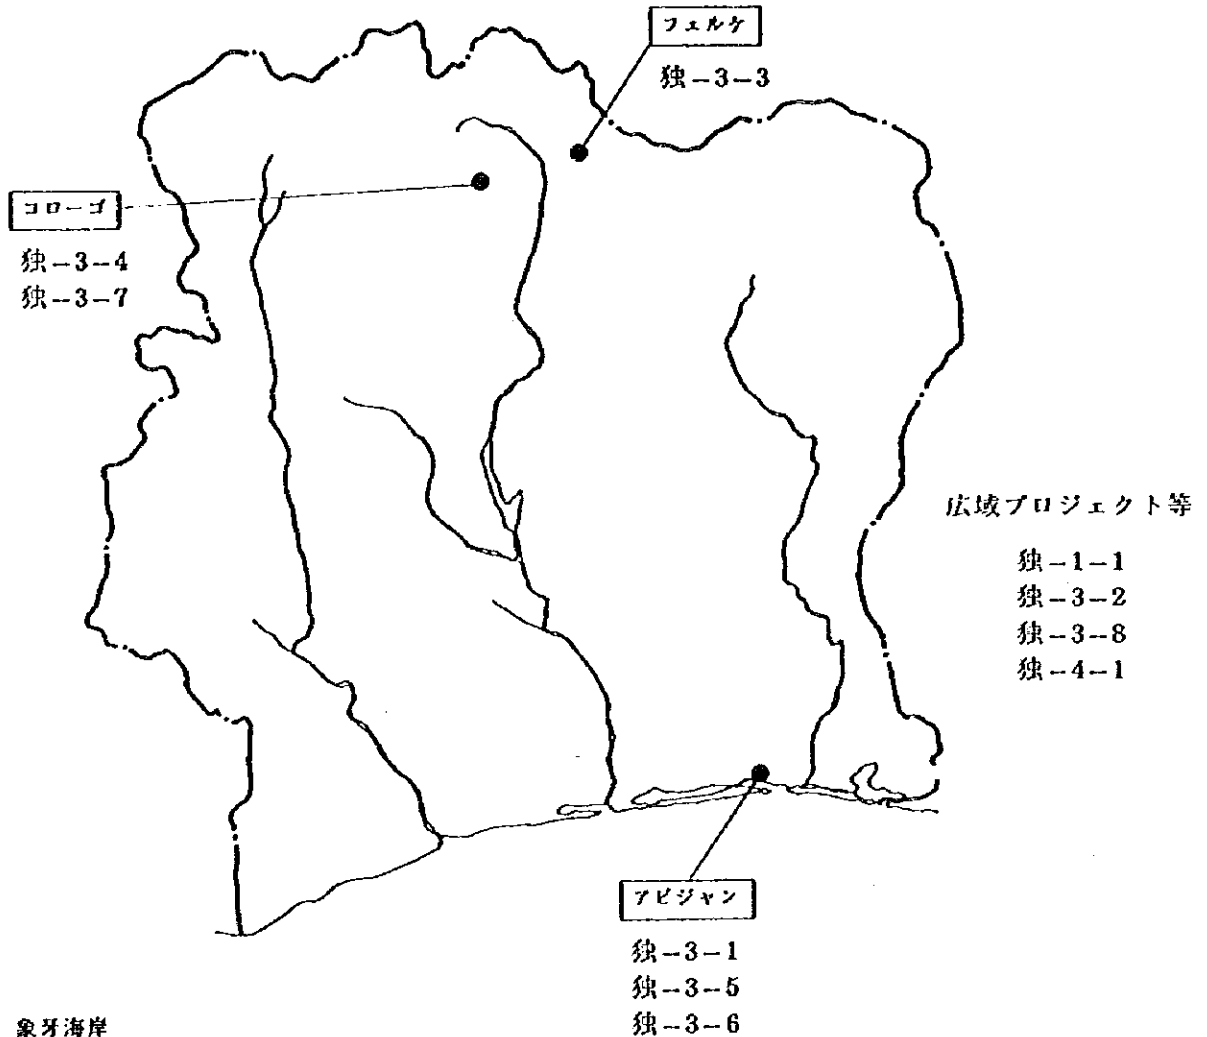 フェルケ
独-3-3
コローゴ
独-3-4
独-3-7
広域プロジェクト等
独-1-1
独-3-2
独-3-8
独-4-1
アビジャン
独-3-1
独-3-5
独-3-6
象牙海岸